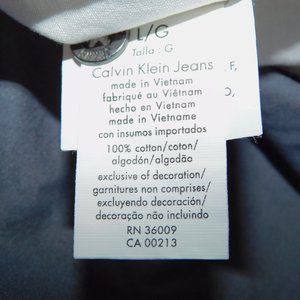 L/G
Talla : G
Calvin Klein Jeans
F,
made in Vietnam
fabriqué au Viêtnam
O,
hecho en Vietnam
made in Vietname
con insumos importados
100% cotton/coton/
algodón/algodão
exclusive of decoration/
garnitures non comprises/
excluyendo decoración/
decoração não incluindo
RN 36009
CA 00213